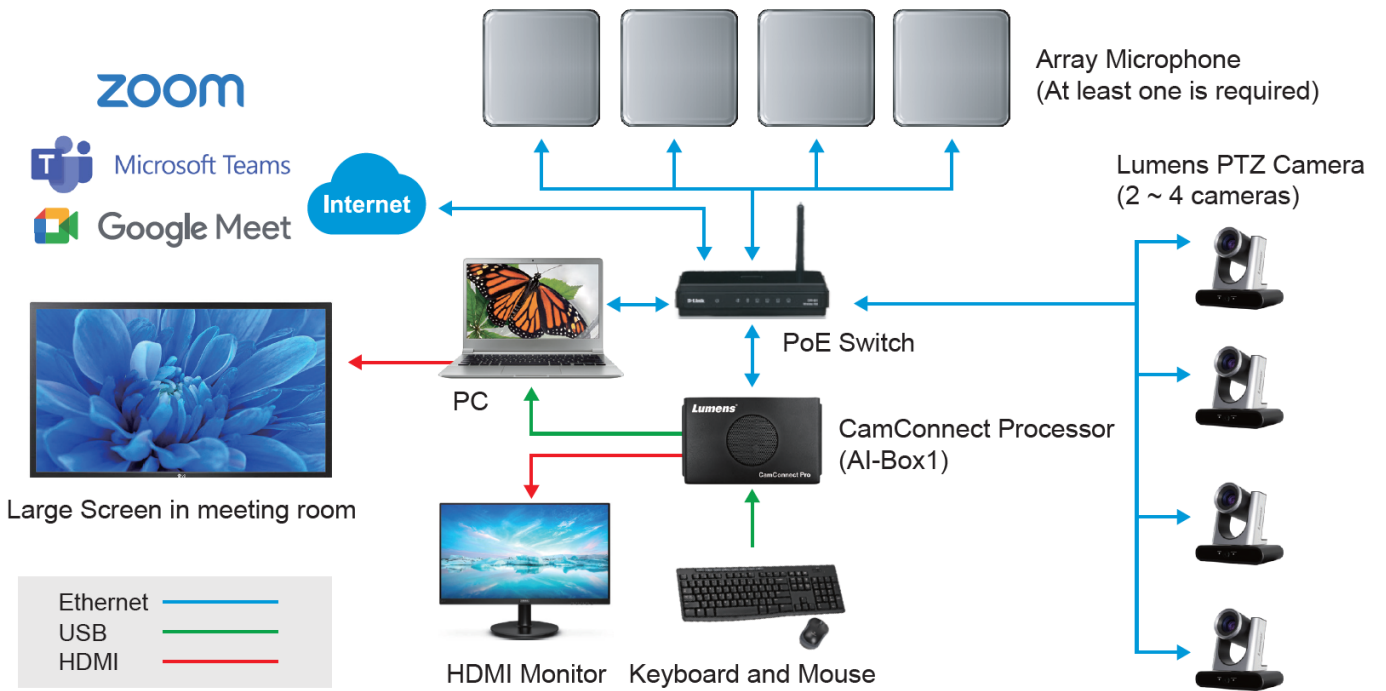 zoom
Microsoft Teams
Google Meet
Internet
Array Microphone
(At least one is required)
Lumens PTZ Camera
(2 ~ 4 cameras)
D-Link
PoE Switch
PC
Lumens
CamConnect Pro
CamConnect Processor
(AI-Box1)
Large Screen in meeting room
Ethernet
USB
HDMI
HDMI Monitor
Keyboard and Mouse